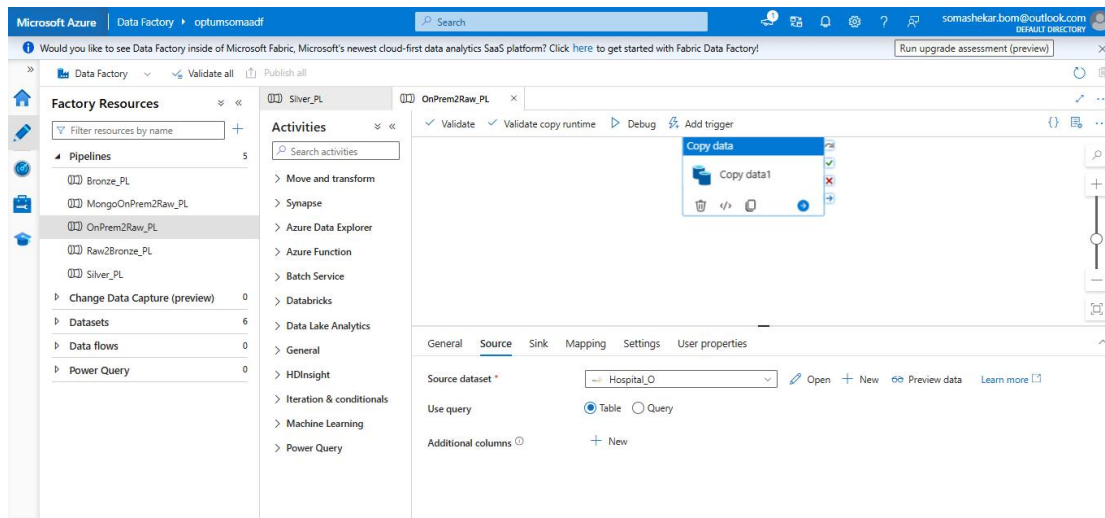 Microsoft Azure Data Factory optumsomaadf Search 1 somashekar.bom@outlook.com
DEFAULT DIRECTORY
Would you like to see Data Factory inside of Microsoft Fabric, Microsoft's newest cloud-first data analytics SaaS platform? Click here to get started with Fabric Data Factory! Run upgrade assessment (preview)
Data Factory Validate all Publish all
Factory Resources
Filter resources by name
Pipelines 5
Bronze_PL
MongoOnPrem2Raw_PL
OnPrem2Raw_PL
Raw2Bronze_PL
Silver_PL
Change Data Capture (preview) 0
Datasets 6
Data flows 0
Power Query 0
Silver_PL OnPrem2Raw_PL
Activities
Search activities
Move and transform
Synapse
Azure Data Explorer
Azure Function
Batch Service
Databricks
Data Lake Analytics
General
HDInsight
Iteration & conditionals
Machine Learning
Power Query
Validate Validate copy runtime Debug Add trigger
Copy data
Copy data1
General Source Sink Mapping Settings User properties
Source dataset * Hospital_O Open New Preview data Learn more
Use query Table Query
Additional columns New